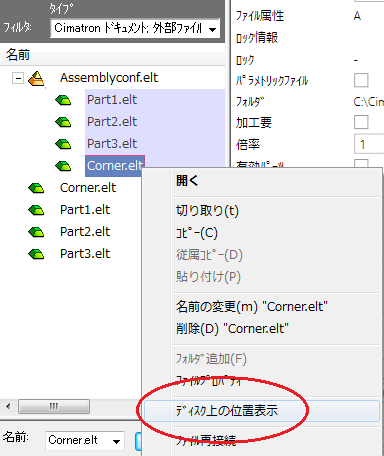 タイプ
フィルタ:
Cimatron ドキュメント; 外部ファイル
名前
Assemblyconf.elt
Part1.elt
Part2.elt
Part3.elt
Corner.elt
Corner.elt
Part1.elt
Part2.elt
Part3.elt
名前:
Corner.elt
ファイル属性 A
ロック情報
ロック -
パラメトリックファイル
フォルダ C:\Cim
加工要
倍率 1
有効パーツ
開く
切り取り(t)
コピー(C)
従属コピー(D)
貼り付け(P)
名前の変更(m) "Corner.elt"
削除(D) "Corner.elt"
フォルダ追加(F)
ファイルプロパティ
ディスク上の位置表示
ファイル再接続